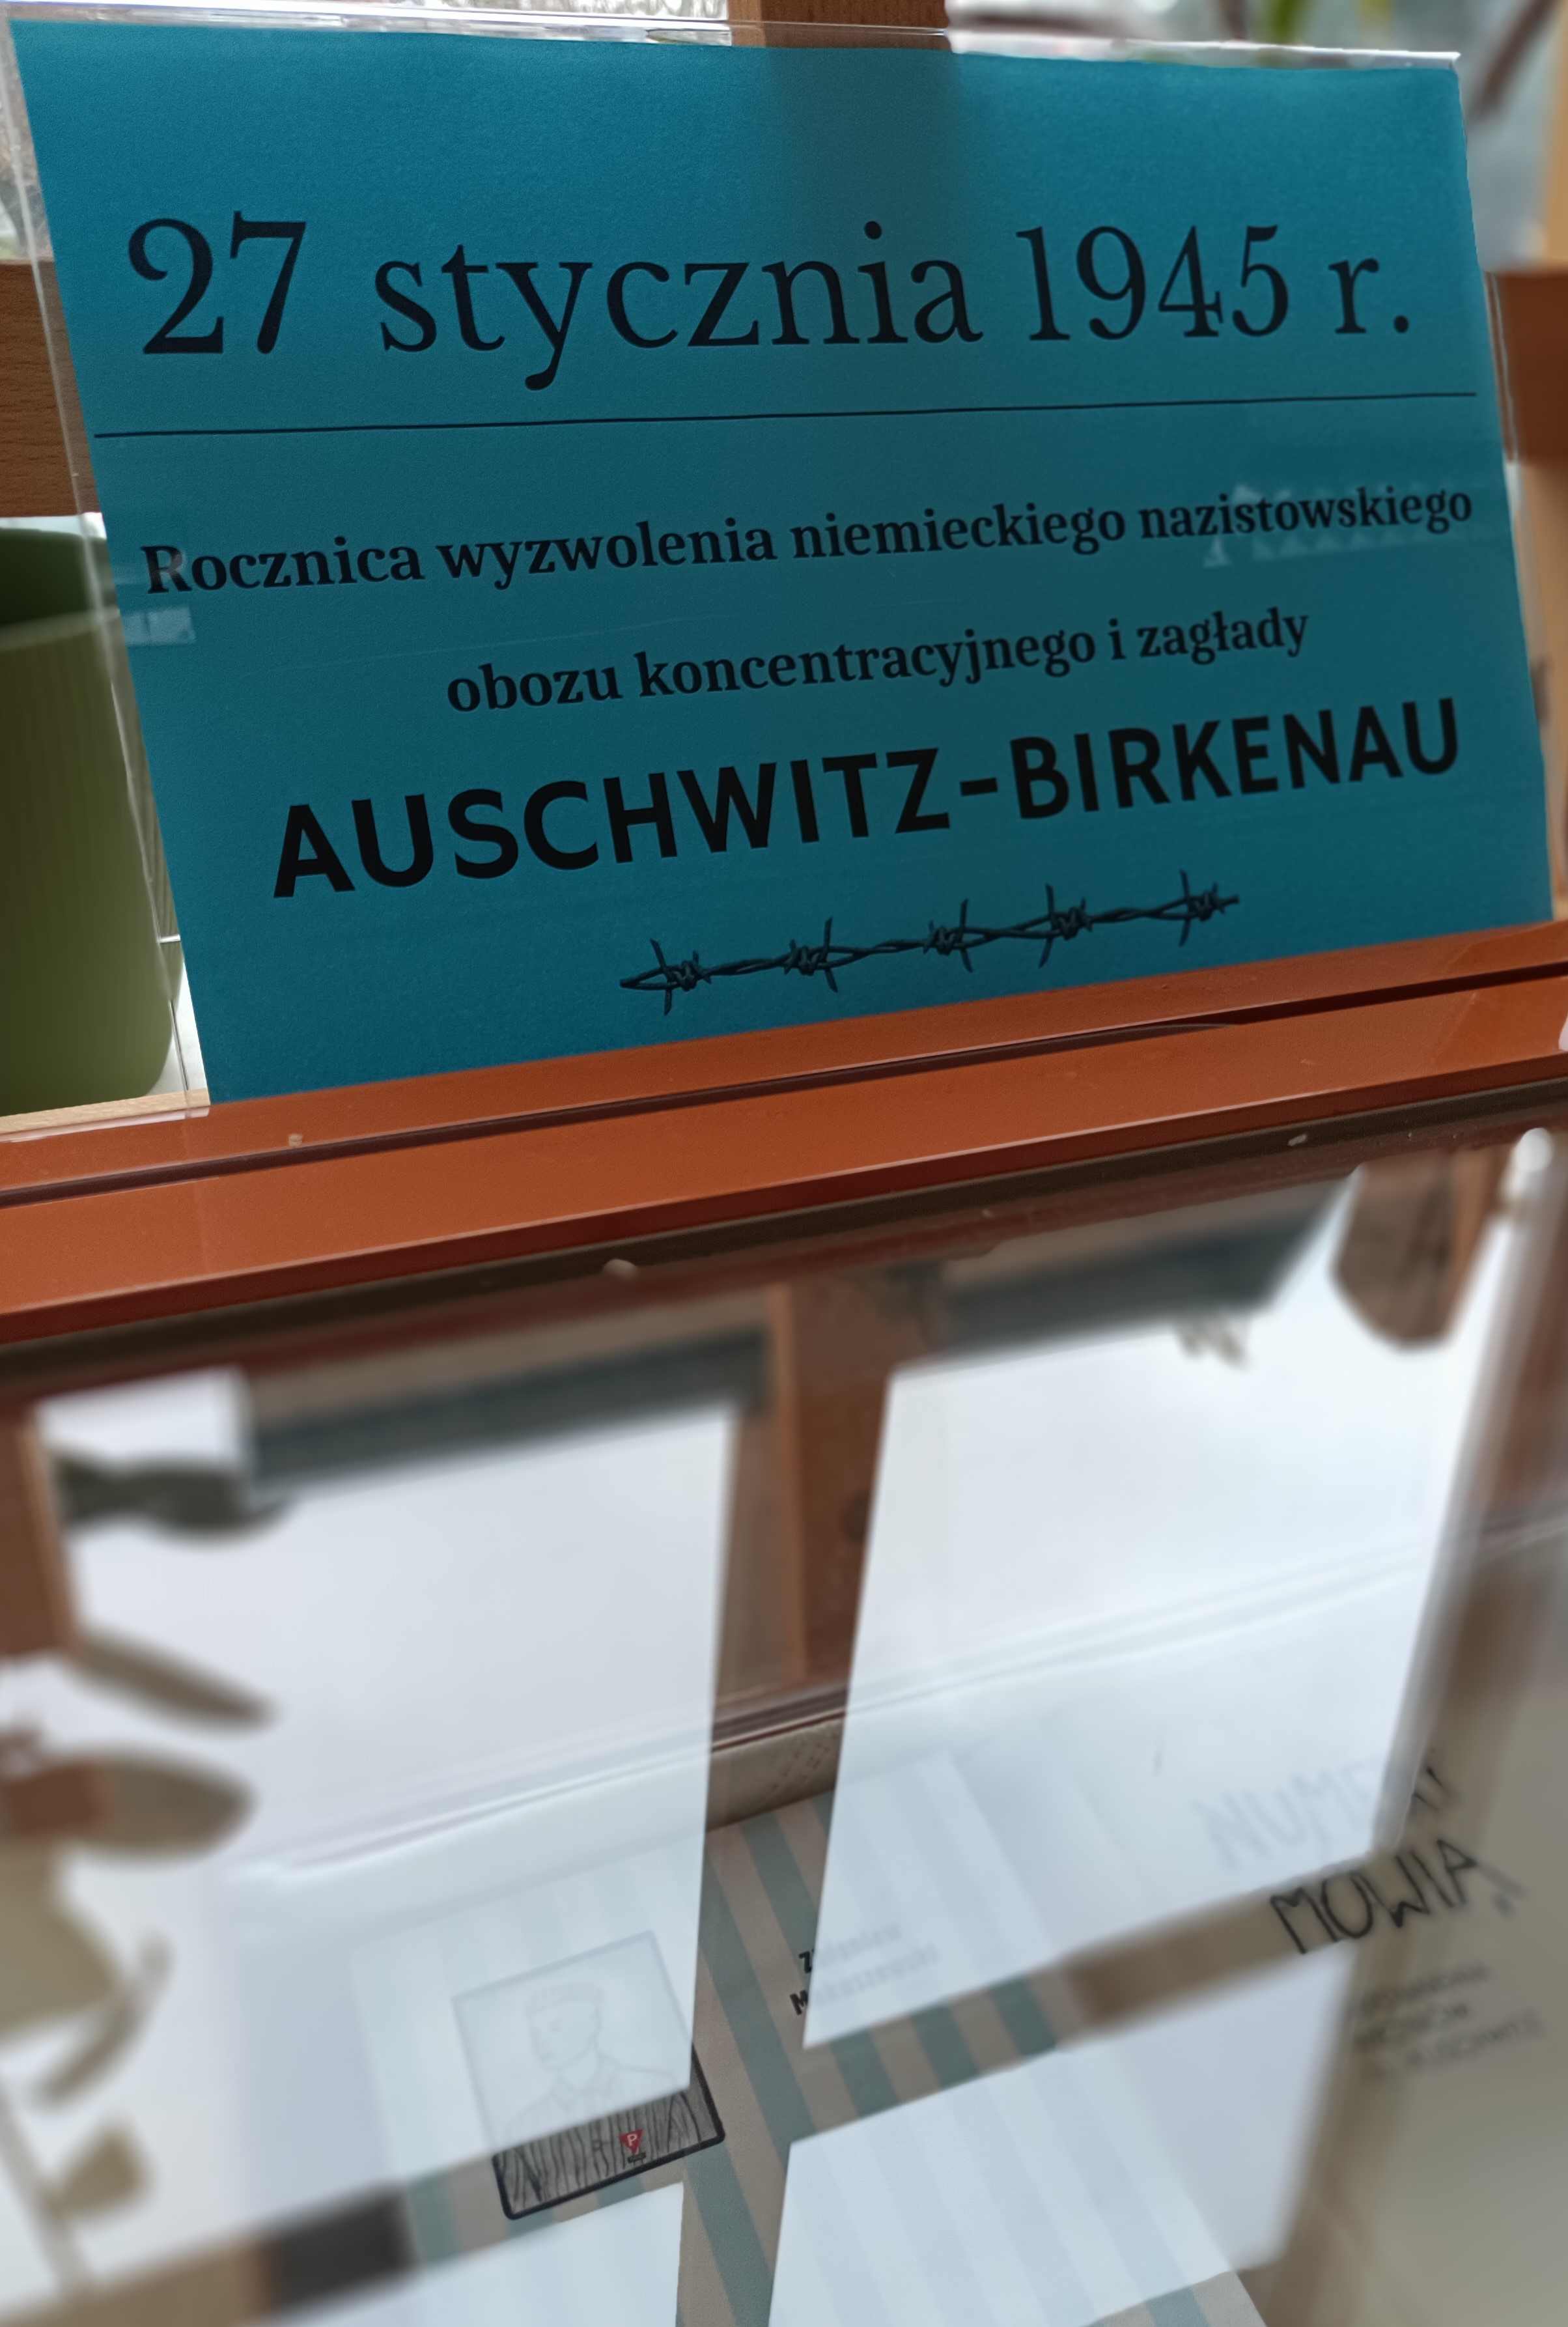 27 stycznia 1945 r.
Rocznica wyzwolenia niemieckiego nazistowskiego
obozu koncentracyjnego i zagłady
AUSCHWITZ-BIRKENAU
MÓWIĄ
P